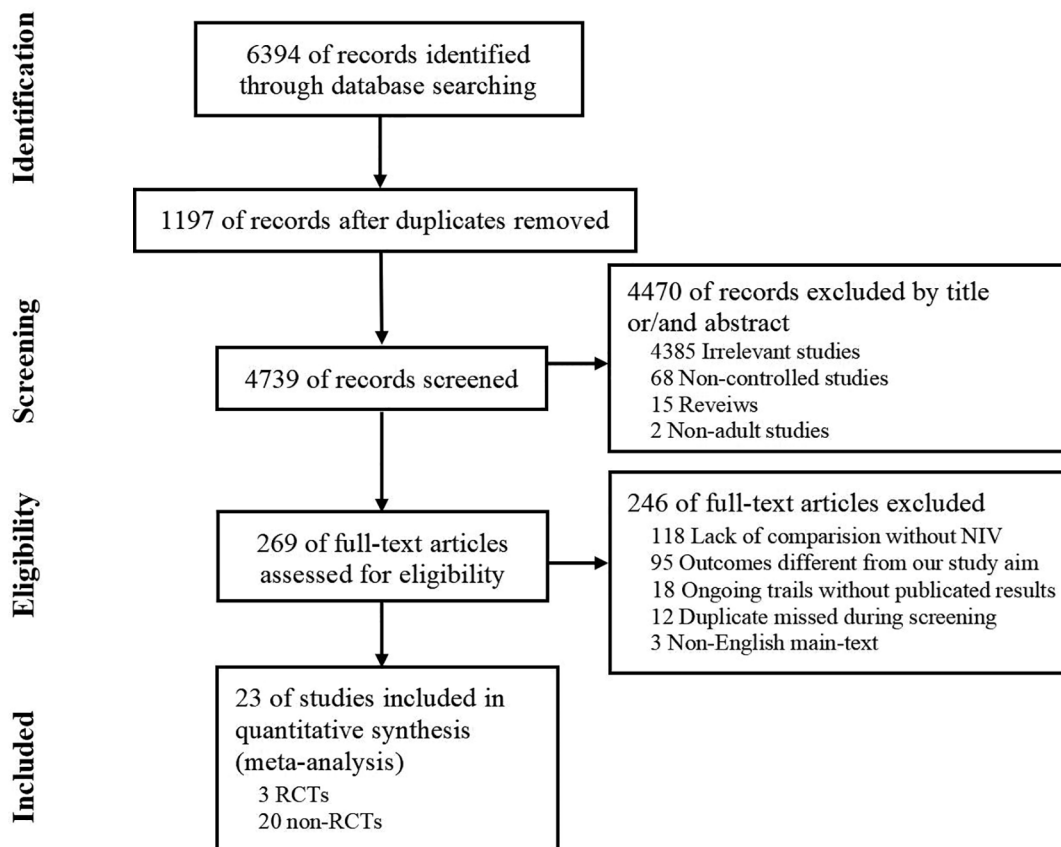 Identification
6394 of records identified
through database searching
1197 of records after duplicates removed
Screening
4739 of records screened
4470 of records excluded by title
or/and abstract
4385 Irrelevant studies
68 Non-controlled studies
15 Reveiws
2 Non-adult studies
Eligibility
269 of full-text articles
assessed for eligibility
246 of full-text articles excluded
118 Lack of comparision without NIV
95 Outcomes different from our study aim
18 Ongoing trails without publicated results
12 Duplicate missed during screening
3 Non-English main-text
Included
23 of studies included in
quantitative synthesis
(meta-analysis)
3 RCTs
20 non-RCTs